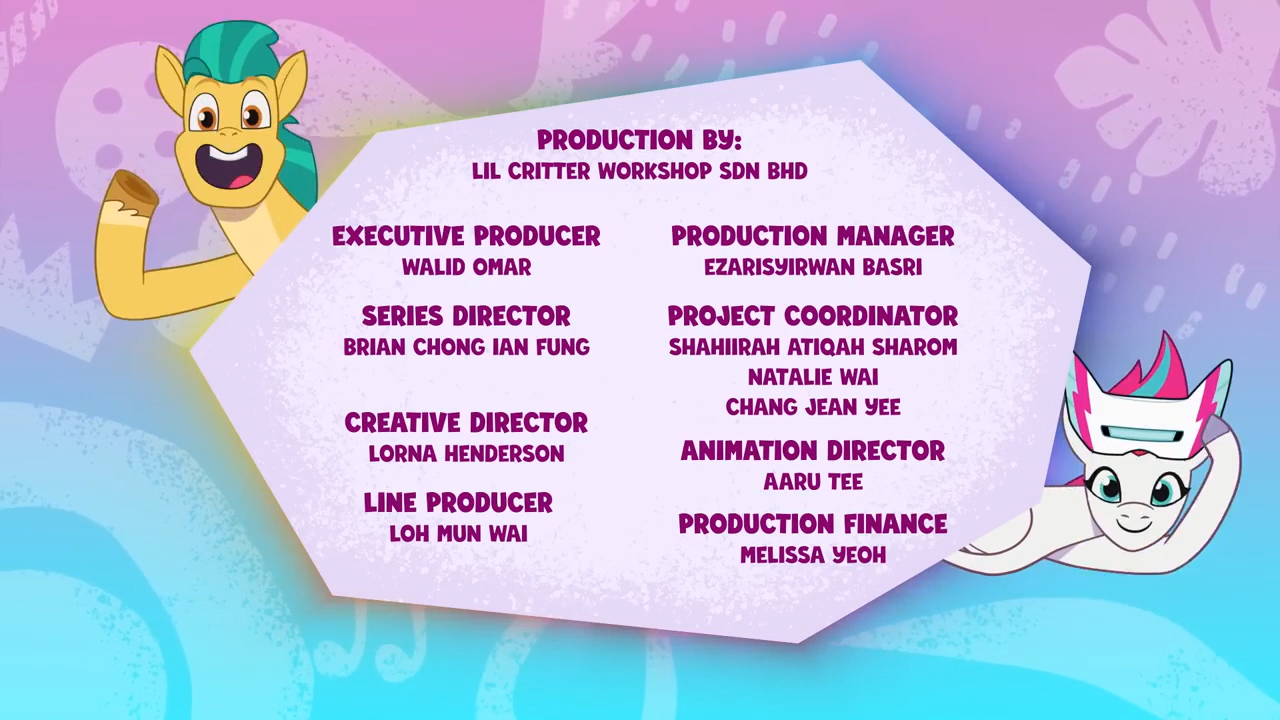 PRODUCTION BY:
LIL CRITTER WORKSHOP SDN BHD
EXECUTIVE PRODUCER
WALID OMAR
SERIES DIRECTOR
BRIAN CHONG IAN FUNG
CREATIVE DIRECTOR
LORNA HENDERSON
LINE PRODUCER
LOH MUN WAI
PRODUCTION MANAGER
EZARISYIRWAN BASRI
PROJECT COORDINATOR
SHAHIIRAH ATIQAH SHAROM
NATALIE WAI
CHANG JEAN YEE
ANIMATION DIRECTOR
AARU TEE
PRODUCTION FINANCE
MELISSA YEOH